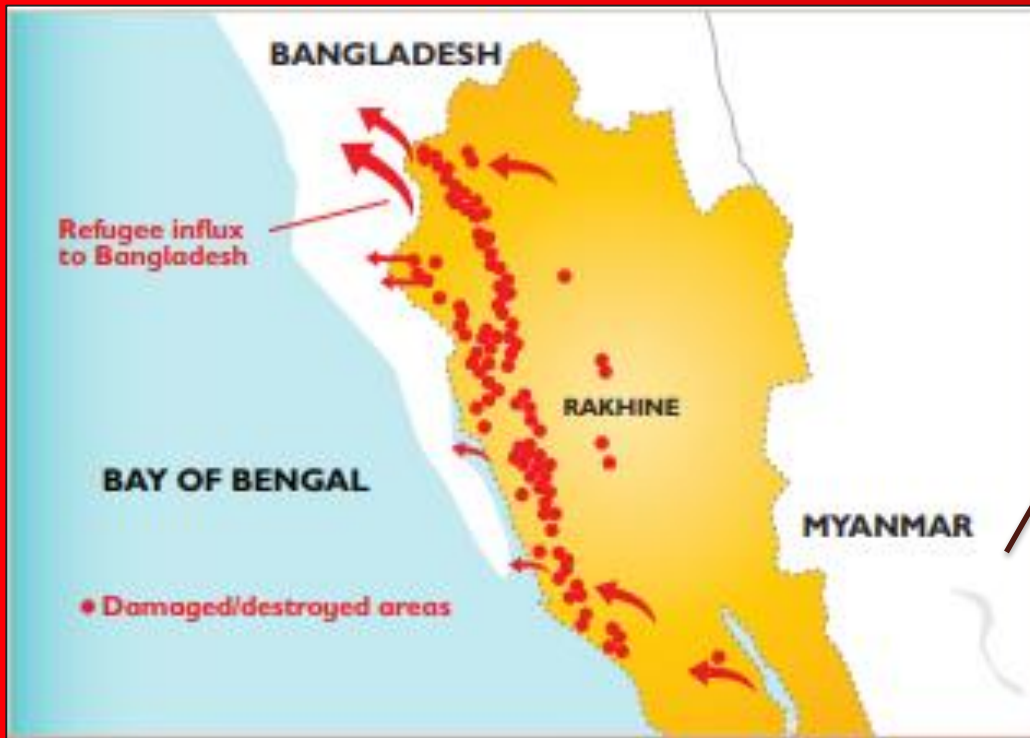 BANGLADESH
Refugee influx
to Bangladesh
RAKHINE
BAY OF BENGAL
MYANMAR
Damaged/destroyed areas